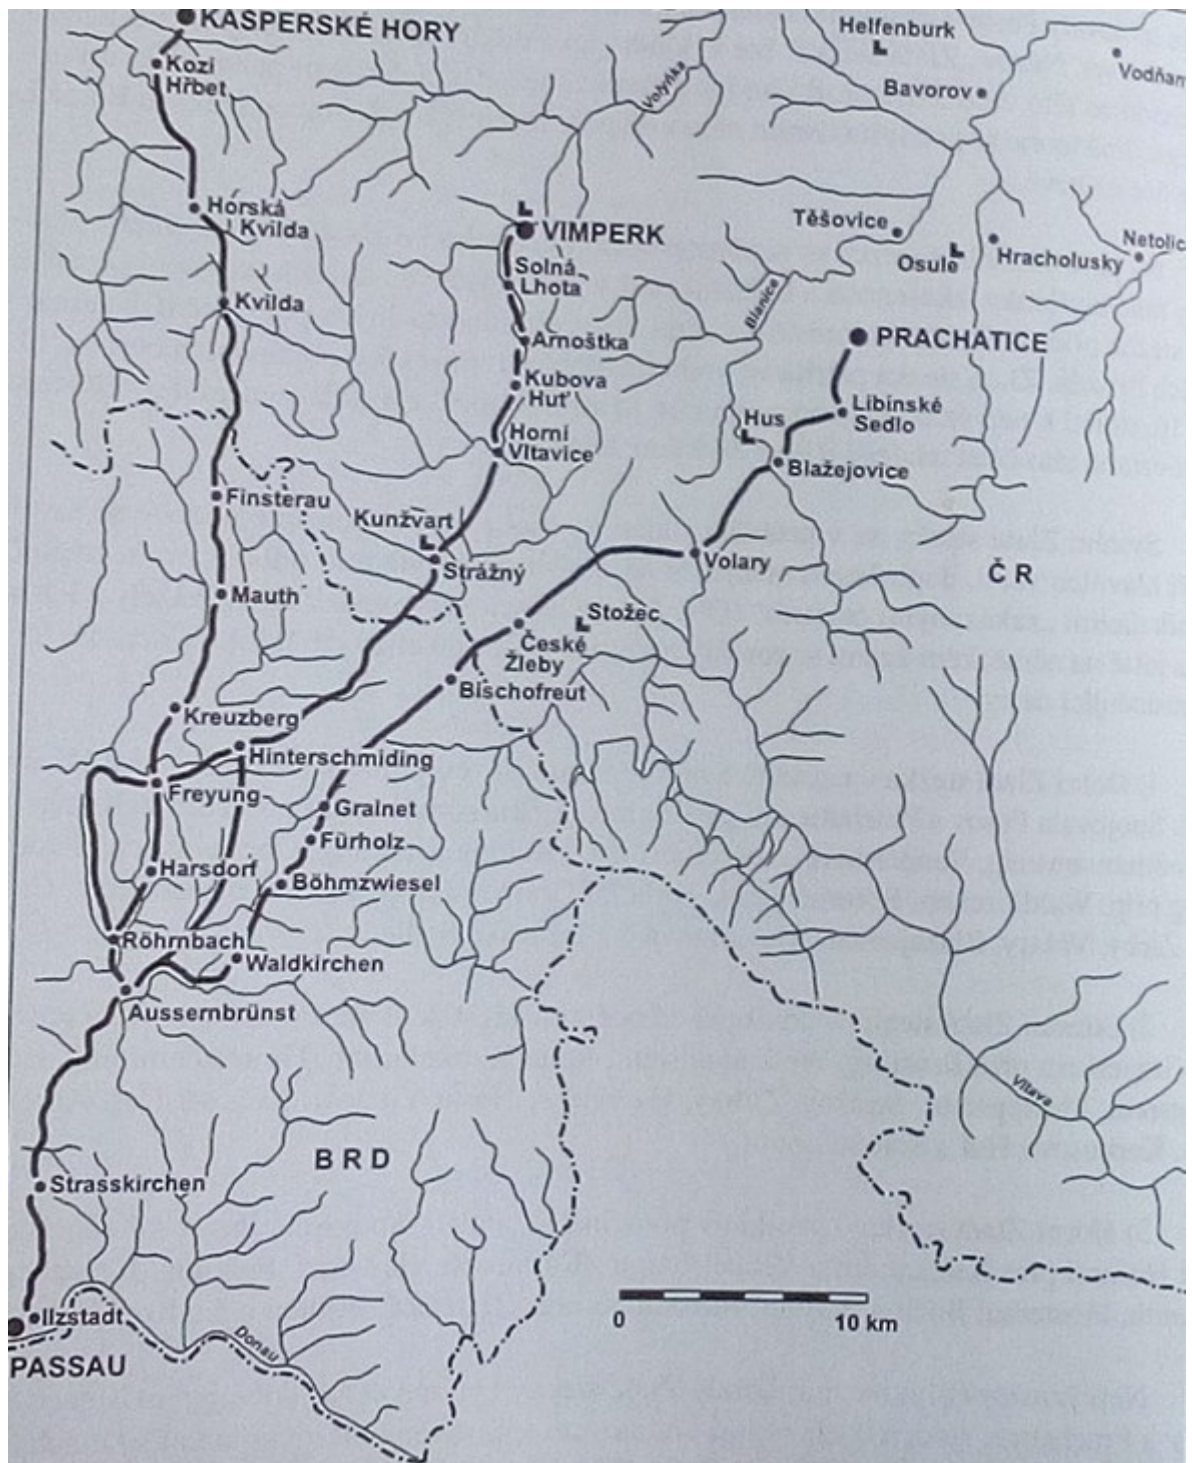 KAŠPERSKÉ HORY
Kozí
Hřbet
Helfenburk
Bavorov
Volyňka
Horská
Kvilda
VIMPERK
Těšovice
Osule
Hracholusky
Solná
Lhota
Kvilda
Blanice
Arnoštka
PRACHATICE
Kubova
Huť
Libínské
Sedlo
Hus
Horní
Vltavice
Blažejovice
Finsterau
Kunžvart
Strážný
Volary
ČR
Mauth
Stožec
České
Žleby
Bischofreut
Kreuzberg
Hinterschmiding
Freyung
Grainet
Fürholz
Harsdorf
Böhmzwiesel
Röhrnbach
Waldkirchen
Aussernbrünst
Vltava
BRD
Strasskirchen
Ilzstadt
Donau
0
10 km
PASSAU